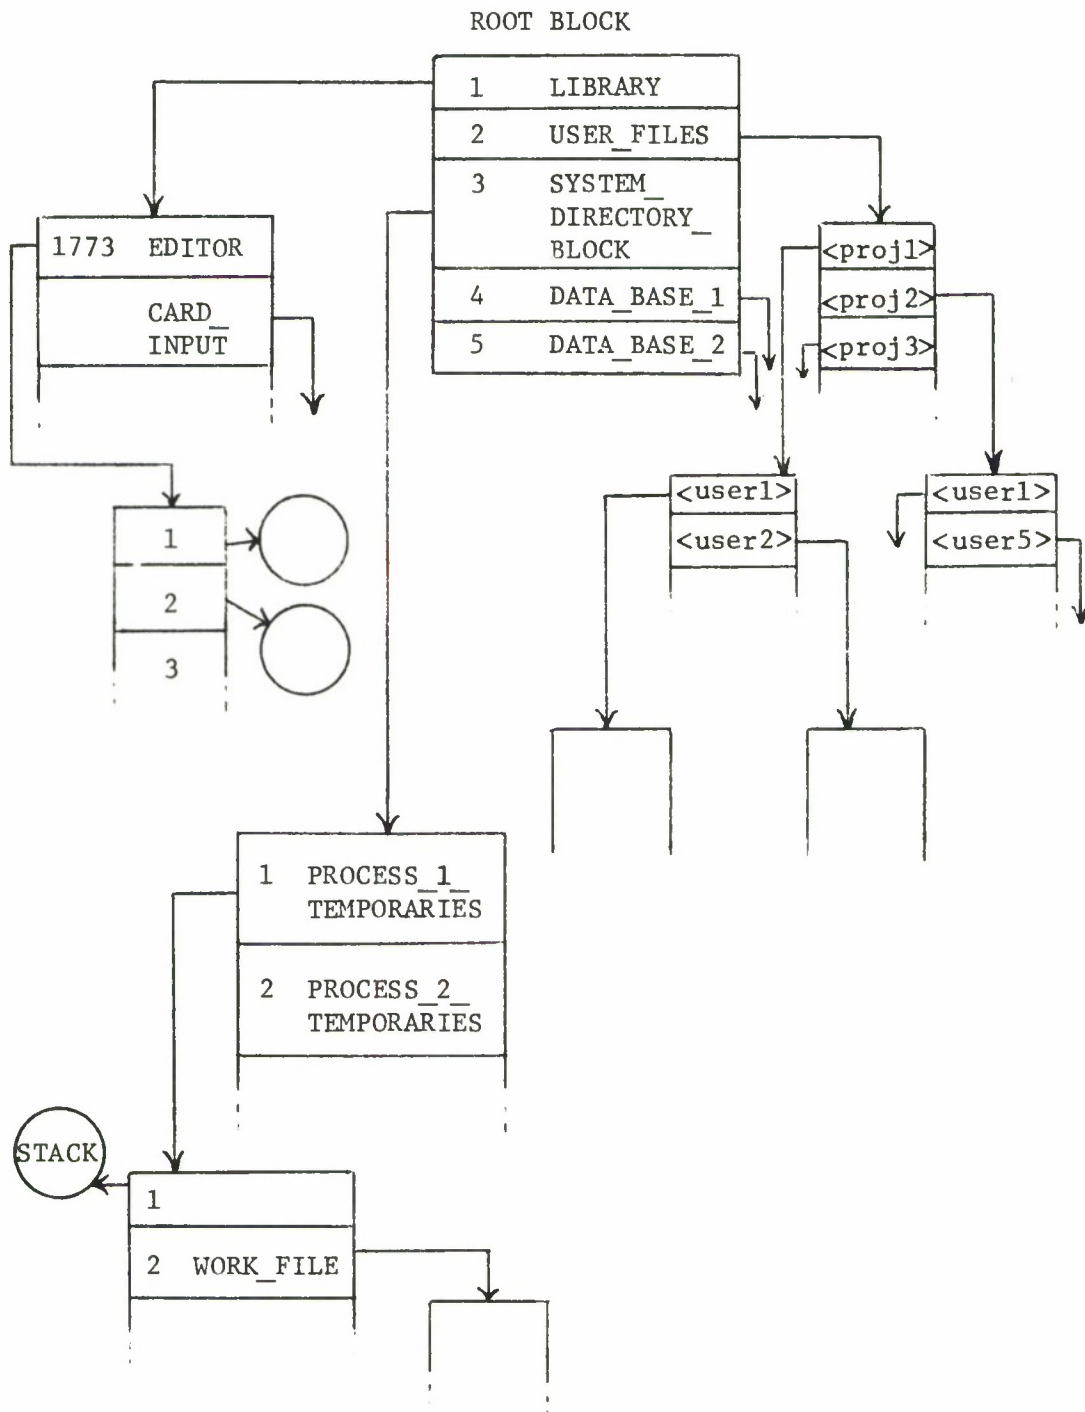 ROOT BLOCK
1 LIBRARY
2 USER_FILES
3 SYSTEM_
DIRECTORY_
BLOCK
4 DATA_BASE_1
5 DATA_BASE_2
1773 EDITOR
CARD_
INPUT
<proj1>
<proj2>
<proj3>
1
2
3
<user1>
<user2>
<user1>
<user5>
1 PROCESS_1_
TEMPORARIES
2 PROCESS_2_
TEMPORARIES
STACK
1
2 WORK_FILE